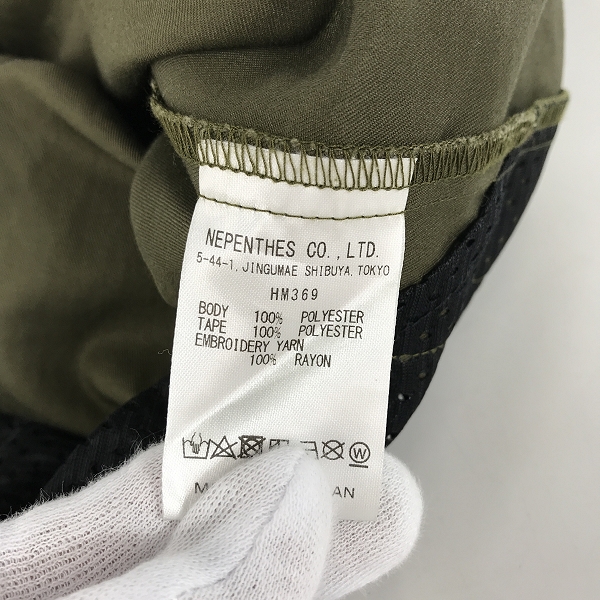 NEPENTHES CO., LTD.
5-44-1, JINGUMAE SHIBUYA, TOKYO
HM369
BODY 100% POLYESTER
TAPE 100% POLYESTER
EMBROIDERY YARN
100% RAYON
W